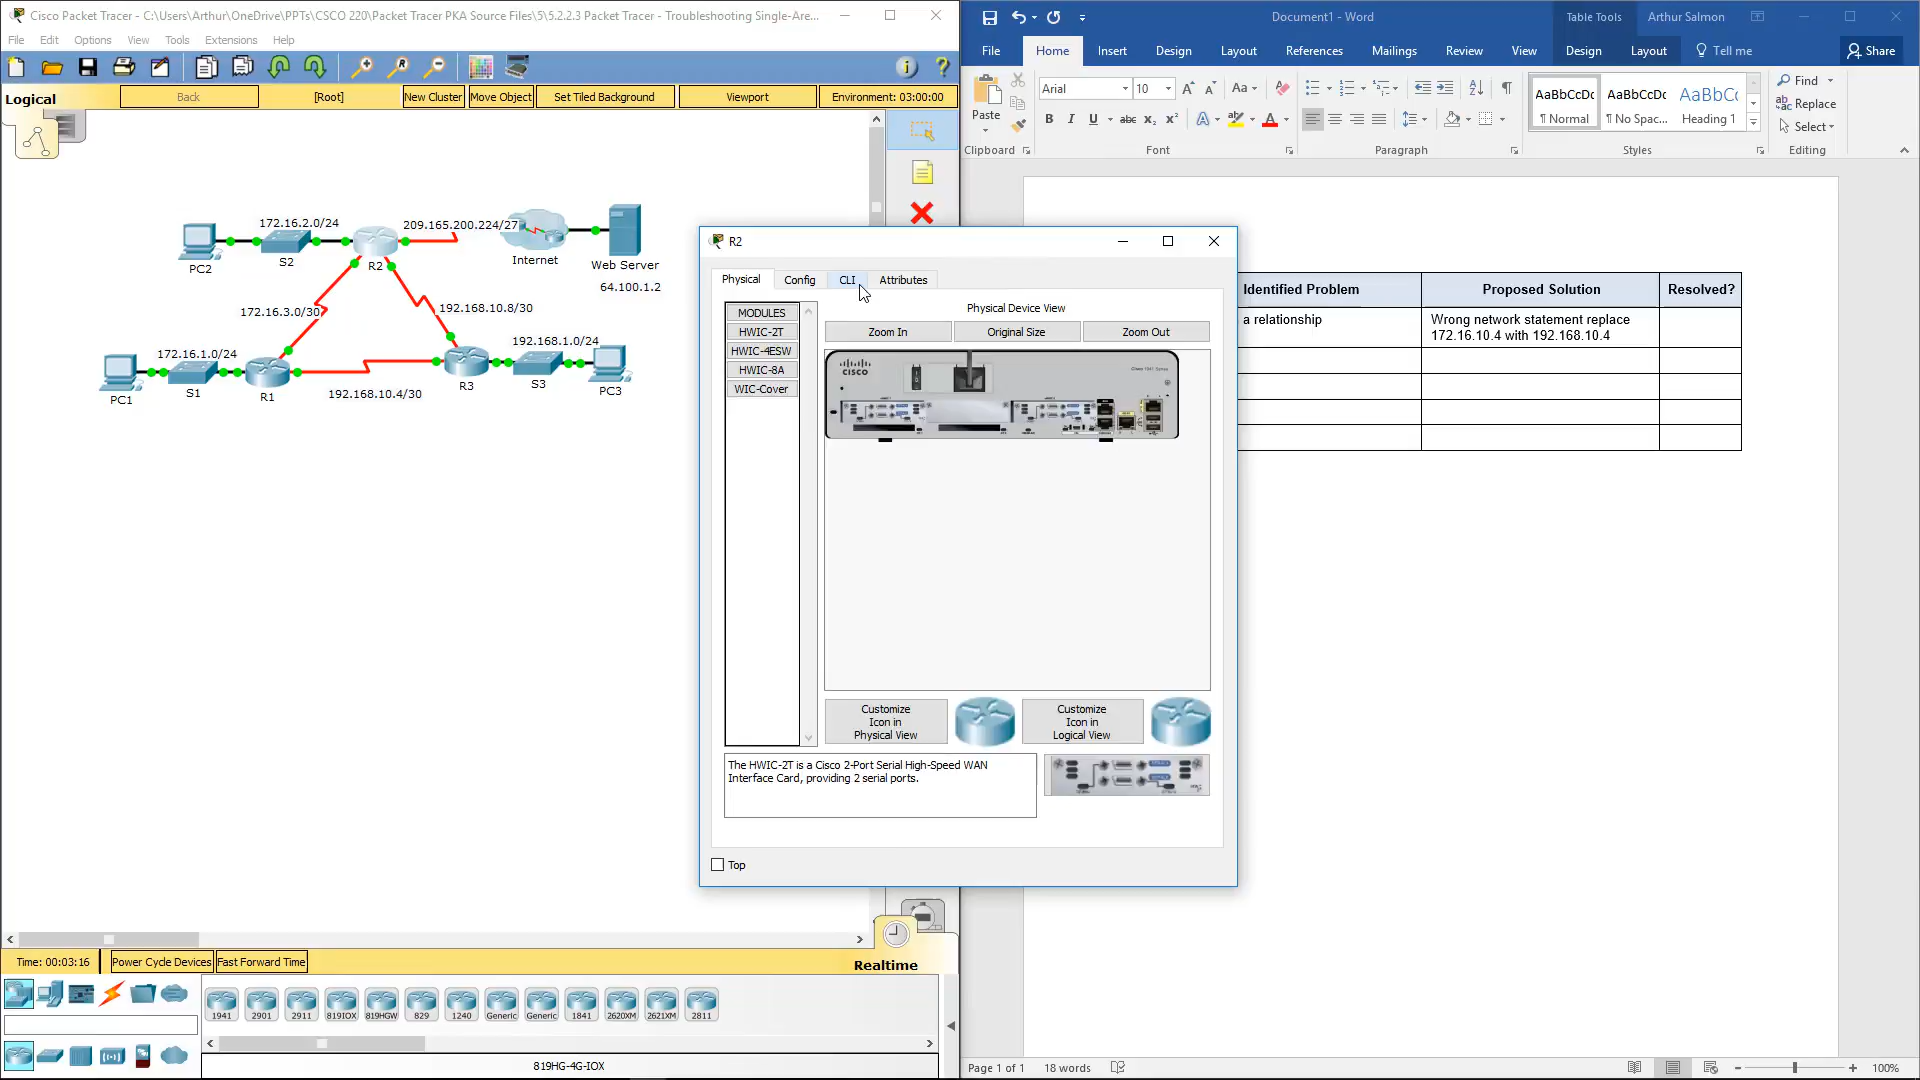 Cisco Packet Tracer - C:\Users\Arthur\OneDrive\PPTs\CSCO 220\Packet Tracer PKA Source Files\5\5.2.2.3 Packet Tracer - Troubleshooting Single-Are...
File Edit Options View Tools Extensions Help
Logical
Back
[Root]
New Cluster
Move Object
Set Tiled Background
Viewport
Environment: 03:00:00
172.16.2.0/24
209.165.200.224/27
PC2
S2
R2
Internet
Web Server
64.100.1.2
172.16.3.0/30
192.168.10.8/30
172.16.1.0/24
192.168.1.0/24
PC1
S1
R1
192.168.10.4/30
R3
S3
PC3
Time: 00:03:16
Power Cycle Devices
Fast Forward Time
Realtime
1941 2901 2911 819IOX 819HGW 829 1240 Generic Generic 1841 2620XM 2621XM 2811
819HG-4G-IOX
R2
Physical Config CLI Attributes
MODULES
HWIC-2T
HWIC-4ESW
HWIC-8A
WIC-Cover
Physical Device View
Zoom In
Original Size
Zoom Out
CISCO
Customize
Icon in
Physical View
Customize
Icon in
Logical View
The HWIC-2T is a Cisco 2-Port Serial High-Speed WAN
Interface Card, providing 2 serial ports.
Top
Document1 - Word
Table Tools
Arthur Salmon
File Home Insert Design Layout References Mailings Review View Design Layout Tell me Share
Paste
Clipboard
Arial
10
Font
Paragraph
AaBbCcDc AaBbCcDc AaBbCc
¶ Normal ¶ No Spac... Heading 1
Styles
Find
Replace
Select
Editing
Identified Problem
Proposed Solution
Resolved?
a relationship
Wrong network statement replace
172.16.10.4 with 192.168.10.4
Page 1 of 1
18 words
100%